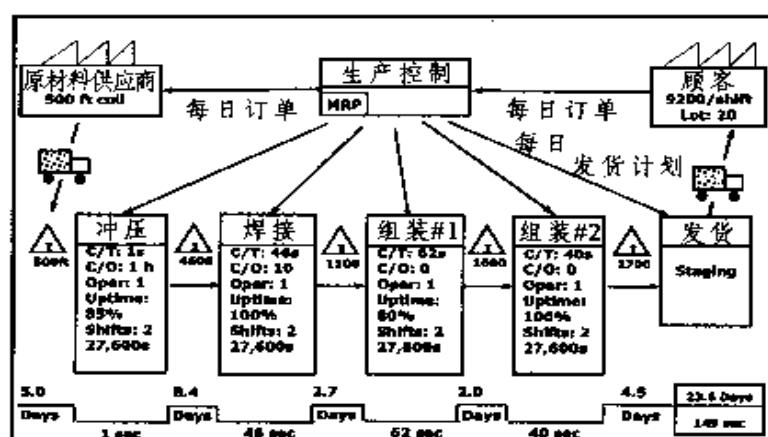 原材料供应商
500 ft coil
生产控制
MRP
顾客
9200/shift
Lot: 20
每日订单
每日订单
每日
发货计划
冲压
C/T: 1s
C/O: 1 h
Oper: 1
Uptime:
85%
Shifts: 2
27,600s
焊接
C/T: 46s
C/O: 10
Oper: 1
Uptime:
100%
Shifts: 2
27,600s
组装#1
C/T: 62s
C/O: 0
Oper: 1
Uptime:
80%
Shifts: 2
组装#2
C/T: 40s
C/O: 0
Oper: 1
Uptime:
100%
Shifts: 2
27,600s
发货
Staging
1100
1600
2700
5.0
Days
1 sec
8.4
Days
46 sec
2.7
Days
62 sec
2.0
Days
40 sec
4.5
Days
23.6 Days
149 sec